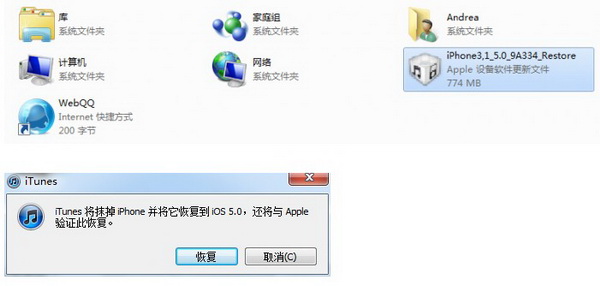 库
系统文件夹
家庭组
系统文件夹
Andrea
系统文件夹
计算机
系统文件夹
网络
系统文件夹
iPhone3,1_5.0_9A334_Restore
Apple 设备软件更新文件
774 MB
WebQQ
Internet 快捷方式
200 字节
iTunes
iTunes 将抹掉 iPhone 并将它恢复到 iOS 5.0，还将与 Apple
验证此恢复。
恢复
取消(C)